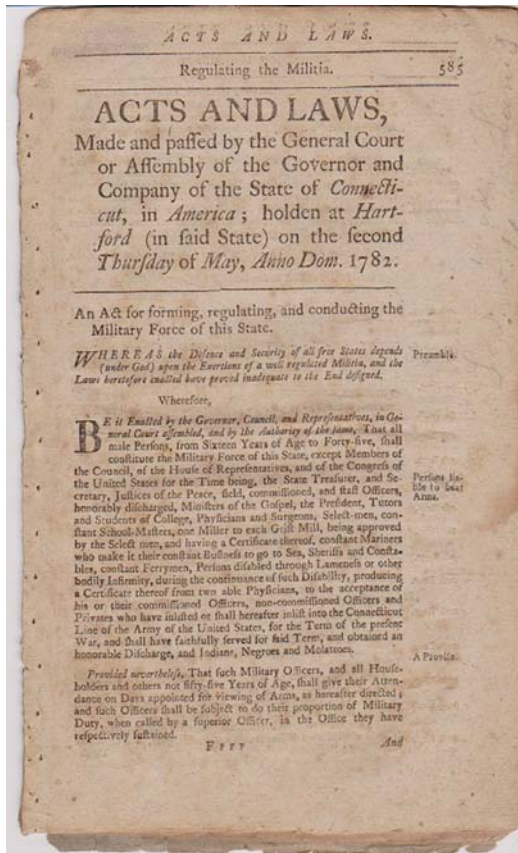 ACTS AND LAWS.
Regulating the Militia. 585
ACTS AND LAWS,
Made and paſſed by the General Court
or Aſſembly of the Governor and
Company of the State of Connecti-
cut, in America; holden at Hart-
ford (in ſaid State) on the ſecond
Thurſday of May, Anno Dom. 1782.
An Act for forming, regulating, and conducting the
Military Force of this State.
WHEREAS the Defence and Security of all free States depends
(under God) upon the Exertions of a well regulated Militia, and the
Laws heretofore enacted have proved inadequate to the End deſigned.
Preamble.
Wherefore,
BE it Enacted by the Governor, Council, and Repreſentatives, in Ge-
neral Court aſſembled, and by the Authority of the ſame, That all
male Perſons, from Sixteen Years of Age to Forty-five, ſhall
conſtitute the Military Force of this State, except Members of
the Council, of the Houſe of Repreſentatives, and of the Congreſs of
the United States for the Time being, the State Treaſurer, and Se-
cretary, Juſtices of the Peace, field, commiſſioned, and ſtaff Officers,
honorably diſcharged, Miniſters of the Goſpel, the Preſident, Tutors
and Students of College, Phyſicians and Surgeons, Select-men, con-
ſtant School-Maſters, one Miller to each Griſt Mill, being approved
by the Select men, and having a Certificate thereof, conſtant Mariners
who make it their conſtant Buſineſs to go to Sea, Sheriffs and Conſta-
bles, conſtant Ferrymen, Perſons diſabled through Lameneſs or other
bodily Infirmity, during the continuance of ſuch Diſability, producing
a Certificate thereof from two able Phyſicians, to the acceptance of
his or their commiſſioned Officers, non-commiſſioned Officers and
Privates who have inliſted or ſhall hereafter inliſt into the Connecticut
Line of the Army of the United States, for the Term of the preſent
War, and ſhall have faithfully ſerved for ſaid Term, and obtained an
honorable Diſcharge, and Indians, Negroes and Molattoes.
Perſons lia-
ble to bear
Arms.
Provided nevertheleſs, That ſuch Military Officers, and all Houſe-
holders and others not fifty-five Years of Age, ſhall give their Atten-
dance on Days appointed for viewing of Arms, as hereafter directed;
and ſuch Officers ſhall be ſubject to do their proportion of Military
Duty, when called by a ſuperior Officer, in the Office they have
reſpectively ſuſtained.
A Proviſo.
Ffff And